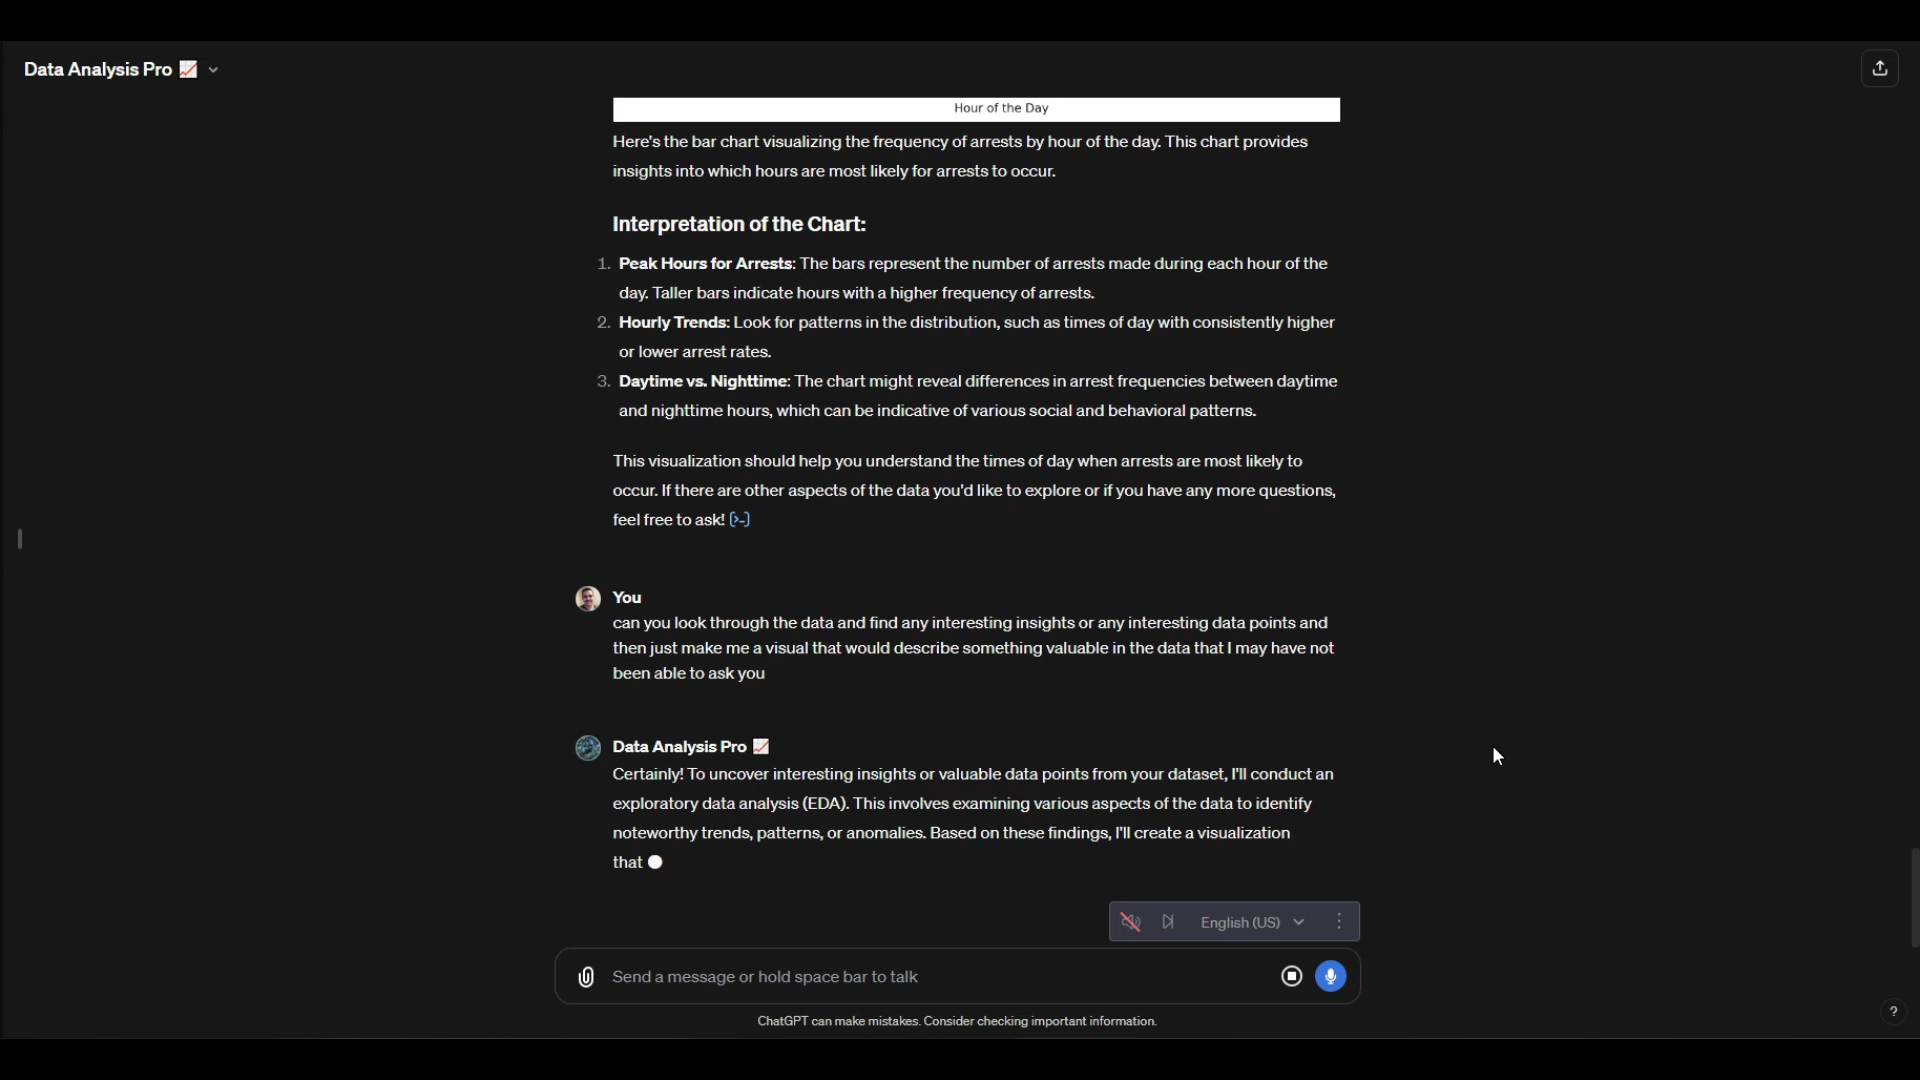 Data Analysis Pro 📈
Hour of the Day
Here's the bar chart visualizing the frequency of arrests by hour of the day. This chart provides
insights into which hours are most likely for arrests to occur.
Interpretation of the Chart:
1. Peak Hours for Arrests: The bars represent the number of arrests made during each hour of the
day. Taller bars indicate hours with a higher frequency of arrests.
2. Hourly Trends: Look for patterns in the distribution, such as times of day with consistently higher
or lower arrest rates.
3. Daytime vs. Nighttime: The chart might reveal differences in arrest frequencies between daytime
and nighttime hours, which can be indicative of various social and behavioral patterns.
This visualization should help you understand the times of day when arrests are most likely to
occur. If there are other aspects of the data you'd like to explore or if you have any more questions,
feel free to ask! [>-]
You
can you look through the data and find any interesting insights or any interesting data points and
then just make me a visual that would describe something valuable in the data that I may have not
been able to ask you
Data Analysis Pro 📈
Certainly! To uncover interesting insights or valuable data points from your dataset, I'll conduct an
exploratory data analysis (EDA). This involves examining various aspects of the data to identify
noteworthy trends, patterns, or anomalies. Based on these findings, I'll create a visualization
that
English (US)
Send a message or hold space bar to talk
ChatGPT can make mistakes. Consider checking important information.
?